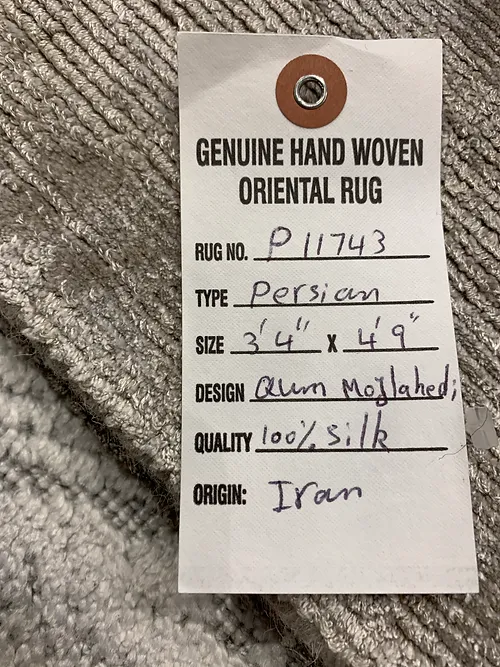 GENUINE HAND WOVEN
ORIENTAL RUG
RUG NO. P 11743
TYPE Persian
SIZE 3'4" X 4'9"
DESIGN Qum Mojtahedi
QUALITY 100% Silk
ORIGIN: Iran